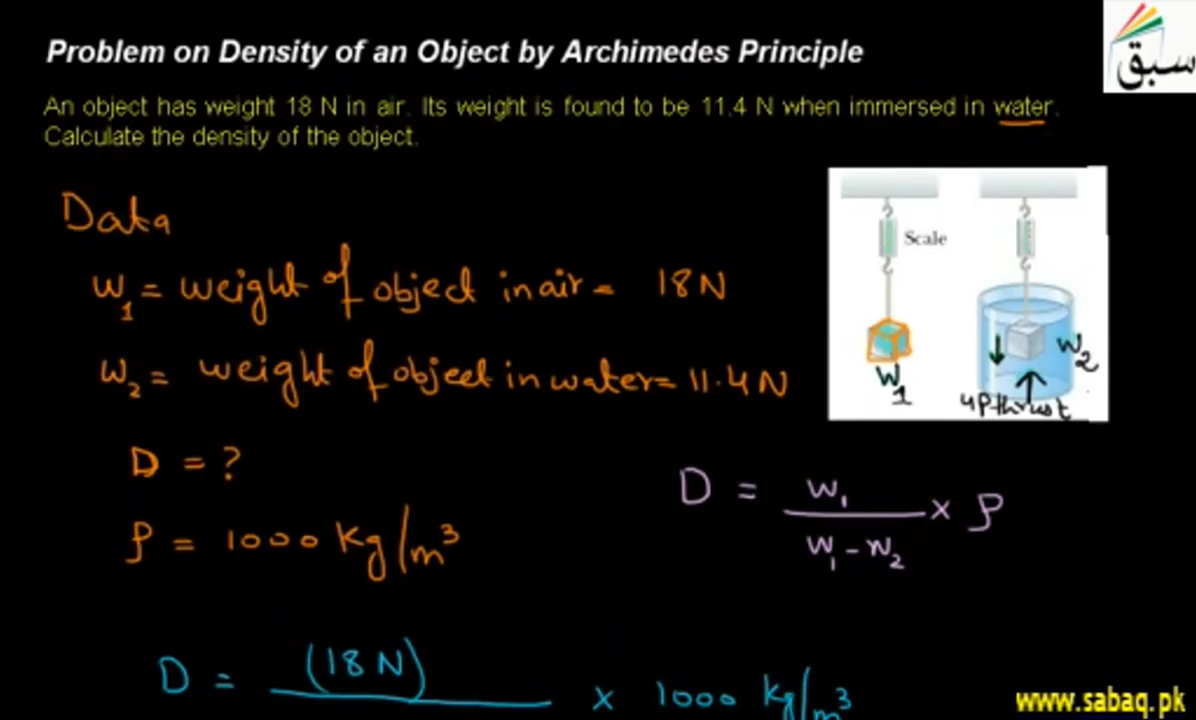 Problem on Density of an Object by Archimedes Principle
سبق
An object has weight 18 N in air. Its weight is found to be 11.4 N when immersed in water.
Calculate the density of the object.
Data
W₁ = weight of object in air = 18 N
W₂ = weight of object in water = 11.4 N
D = ?
ρ = 1000 kg/m³
Scale
W₁
W₂
upthrust
D = W₁ / W₁ - W₂ × ρ
D = (18 N) / × 1000 kg/m³
www.sabaq.pk